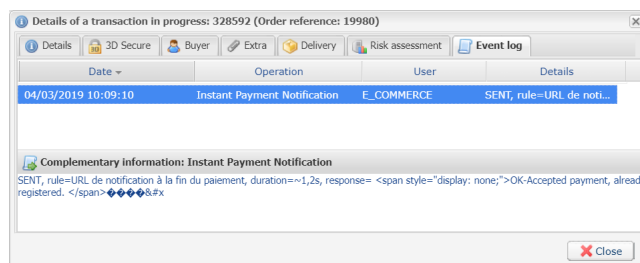 Details of a transaction in progress: 328592 (Order reference: 19980)
Details 3D Secure Buyer Extra Delivery Risk assessment Event log
Date Operation User Details
04/03/2019 10:09:10 Instant Payment Notification E_COMMERCE SENT, rule=URL de noti...
Complementary information: Instant Payment Notification
SENT, rule=URL de notification à la fin du paiement, duration=~1,2s, response= <span style="display: none;">OK-Accepted payment, alread
registered. </span>����&#x
Close